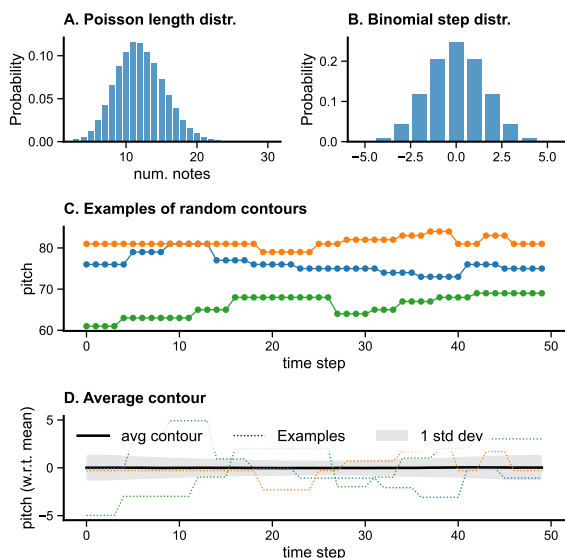 A. Poisson length distr.
Probability
0.10
0.05
0.00
10
20
30
num. notes
B. Binomial step distr.
Probability
0.2
0.1
0.0
−5.0
−2.5
0.0
2.5
5.0
C. Examples of random contours
pitch
80
70
60
0
10
20
30
40
50
time step
D. Average contour
pitch (w.r.t. mean)
5
0
−5
avg contour
Examples
1 std dev
0
10
20
30
40
50
time step